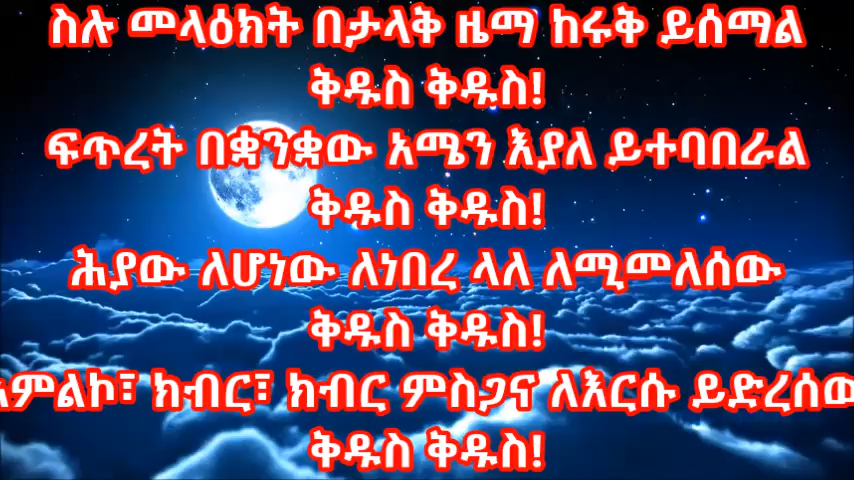 ስሉ መላዕክት በታላቅ ዜማ ከሩቅ ይሰማል
ቅዱስ ቅዱስ!
ፍጥረት በቋንቋው አሜን እያለ ይተባበራል
ቅዱስ ቅዱስ!
ሕያው ለሆነው ለነበረ ላለ ለሚመለሰው
ቅዱስ ቅዱስ!
አምልኮ፣ ክብር፣ ክብር ምስጋና ለእርሱ ይድረሰው
ቅዱስ ቅዱስ!